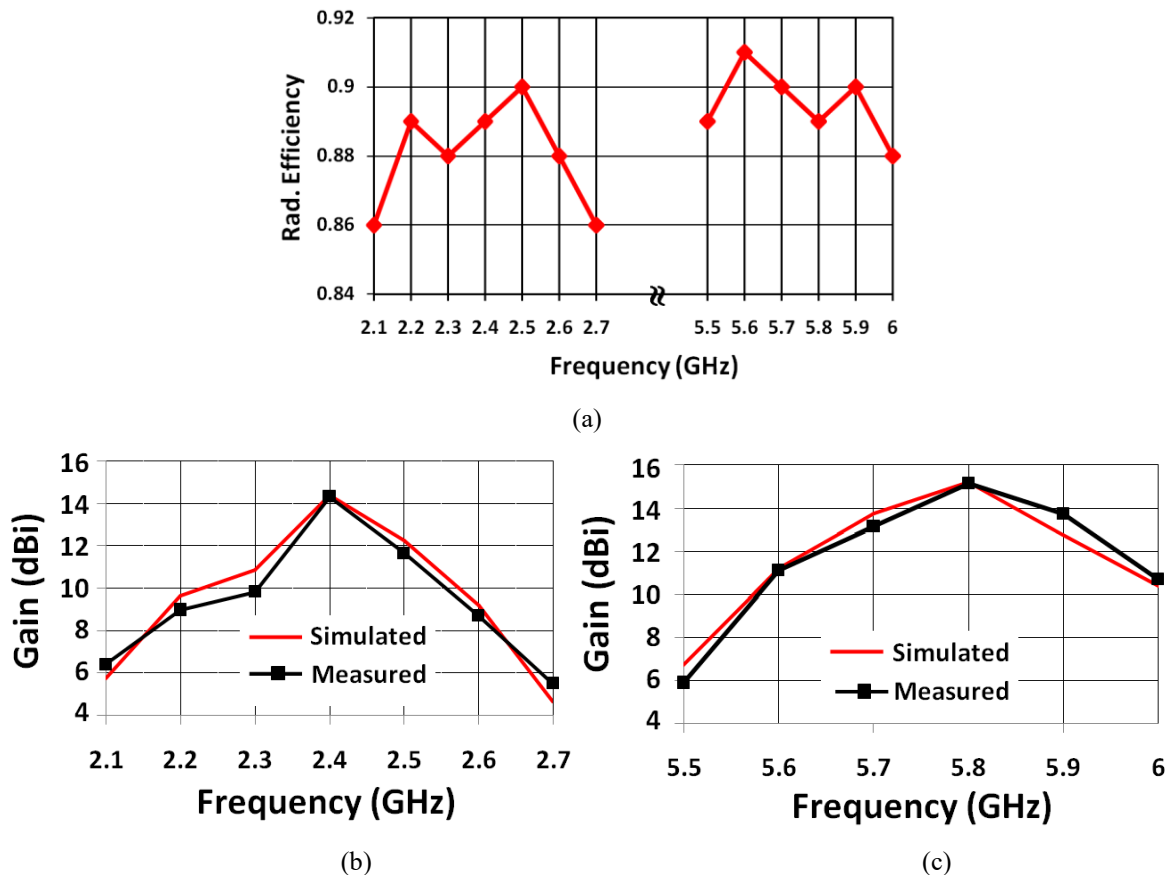 0.92
0.9
0.88
0.86
0.84
Rad. Efficiency
2.1 2.2 2.3 2.4 2.5 2.6 2.7 5.5 5.6 5.7 5.8 5.9 6
Frequency (GHz)
(a)
16
14
12
10
8
6
4
Gain (dBi)
Simulated
Measured
2.1 2.2 2.3 2.4 2.5 2.6 2.7
Frequency (GHz)
(b)
16
14
12
10
8
6
4
Gain (dBi)
Simulated
Measured
5.5 5.6 5.7 5.8 5.9 6
Frequency (GHz)
(c)